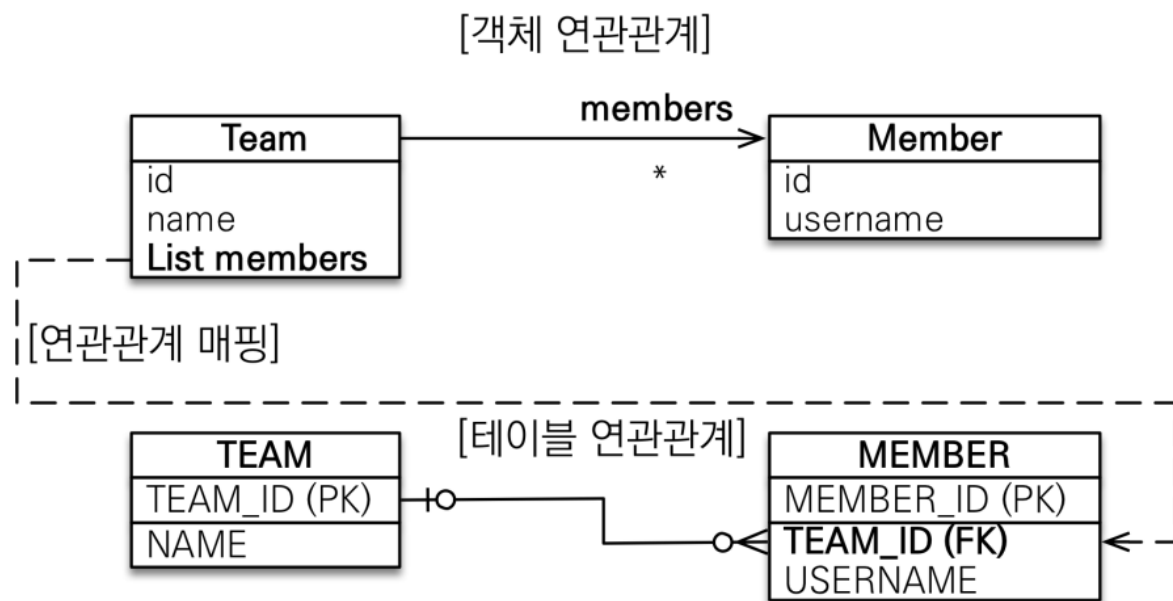 [객체 연관관계]
members
Team
Member
*
id
name
List members
id
username
[연관관계 매핑]
[테이블 연관관계]
TEAM
TEAM_ID (PK)
NAME
MEMBER
MEMBER_ID (PK)
TEAM_ID (FK)
USERNAME